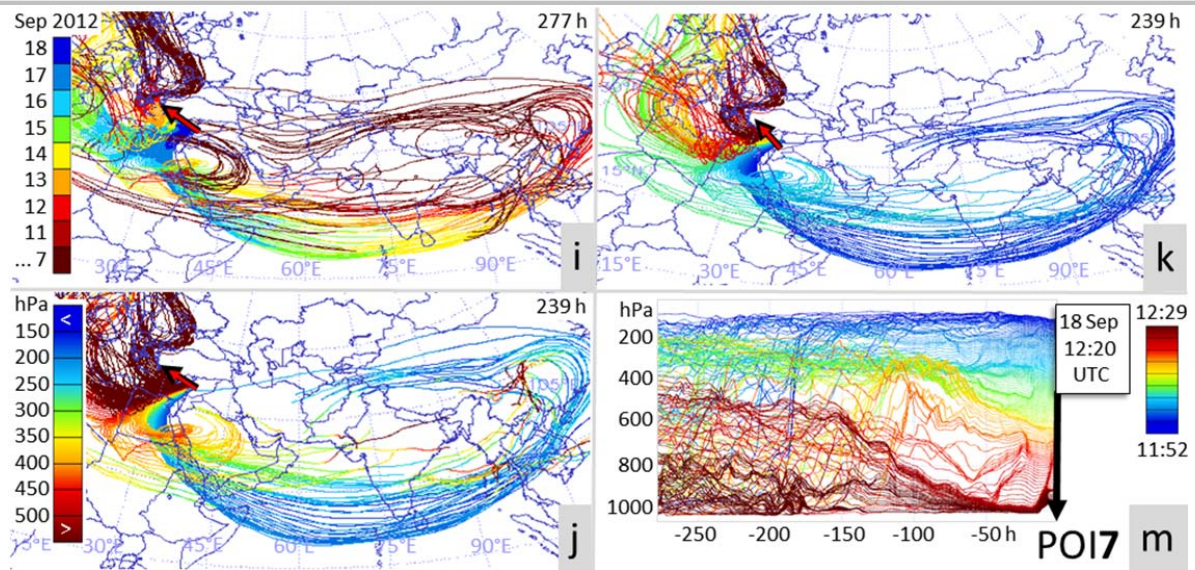 Sep 2012
277 h
18
17
16
15
14
13
12
11
... 7
30°E
45°E
60°E
75°E
90°E
i
239 h
15°N
15°E
30°E
45°E
60°E
75°E
90°E
k
hPa
<
150
200
250
300
350
400
450
500
>
239 h
30°E
45°E
60°E
75°E
90°E
j
hPa
200
400
600
800
1000
-250
-200
-150
-100
-50 h
18 Sep
12:20
UTC
12:29
11:52
POI7
m